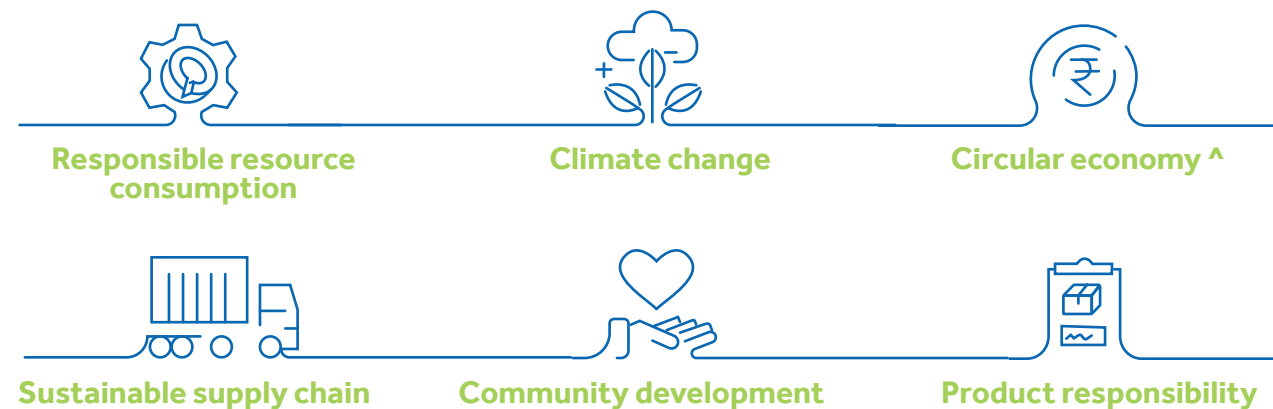 Responsible resource
consumption
Climate change
Circular economy ^
Sustainable supply chain
Community development
Product responsibility